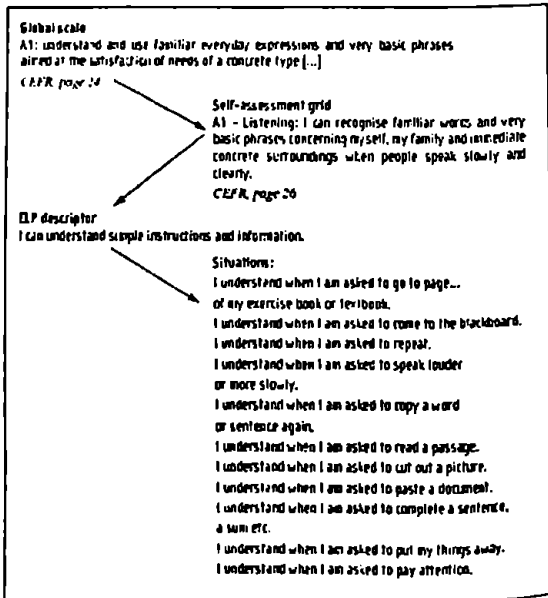 Global scale
A1: understand and use familiar everyday expressions and very basic phrases
aimed at the satisfaction of needs of a concrete type [...]
CEFR, page 24
Self-assessment grid
A1 - Listening: I can recognise familiar words and very
basic phrases concerning myself, my family and immediate
concrete surroundings when people speak slowly and
clearly.
CEFR, page 26
ELP descriptor
I can understand simple instructions and information.
Situations:
I understand when I am asked to go to page...
of my exercise book or textbook.
I understand when I am asked to come to the blackboard.
I understand when I am asked to repeat.
I understand when I am asked to speak louder
or more slowly.
I understand when I am asked to copy a word
or sentence again.
I understand when I am asked to read a passage.
I understand when I am asked to cut out a picture.
I understand when I am asked to paste a document.
I understand when I am asked to complete a sentence,
a sum etc.
I understand when I am asked to put my things away.
I understand when I am asked to pay attention.